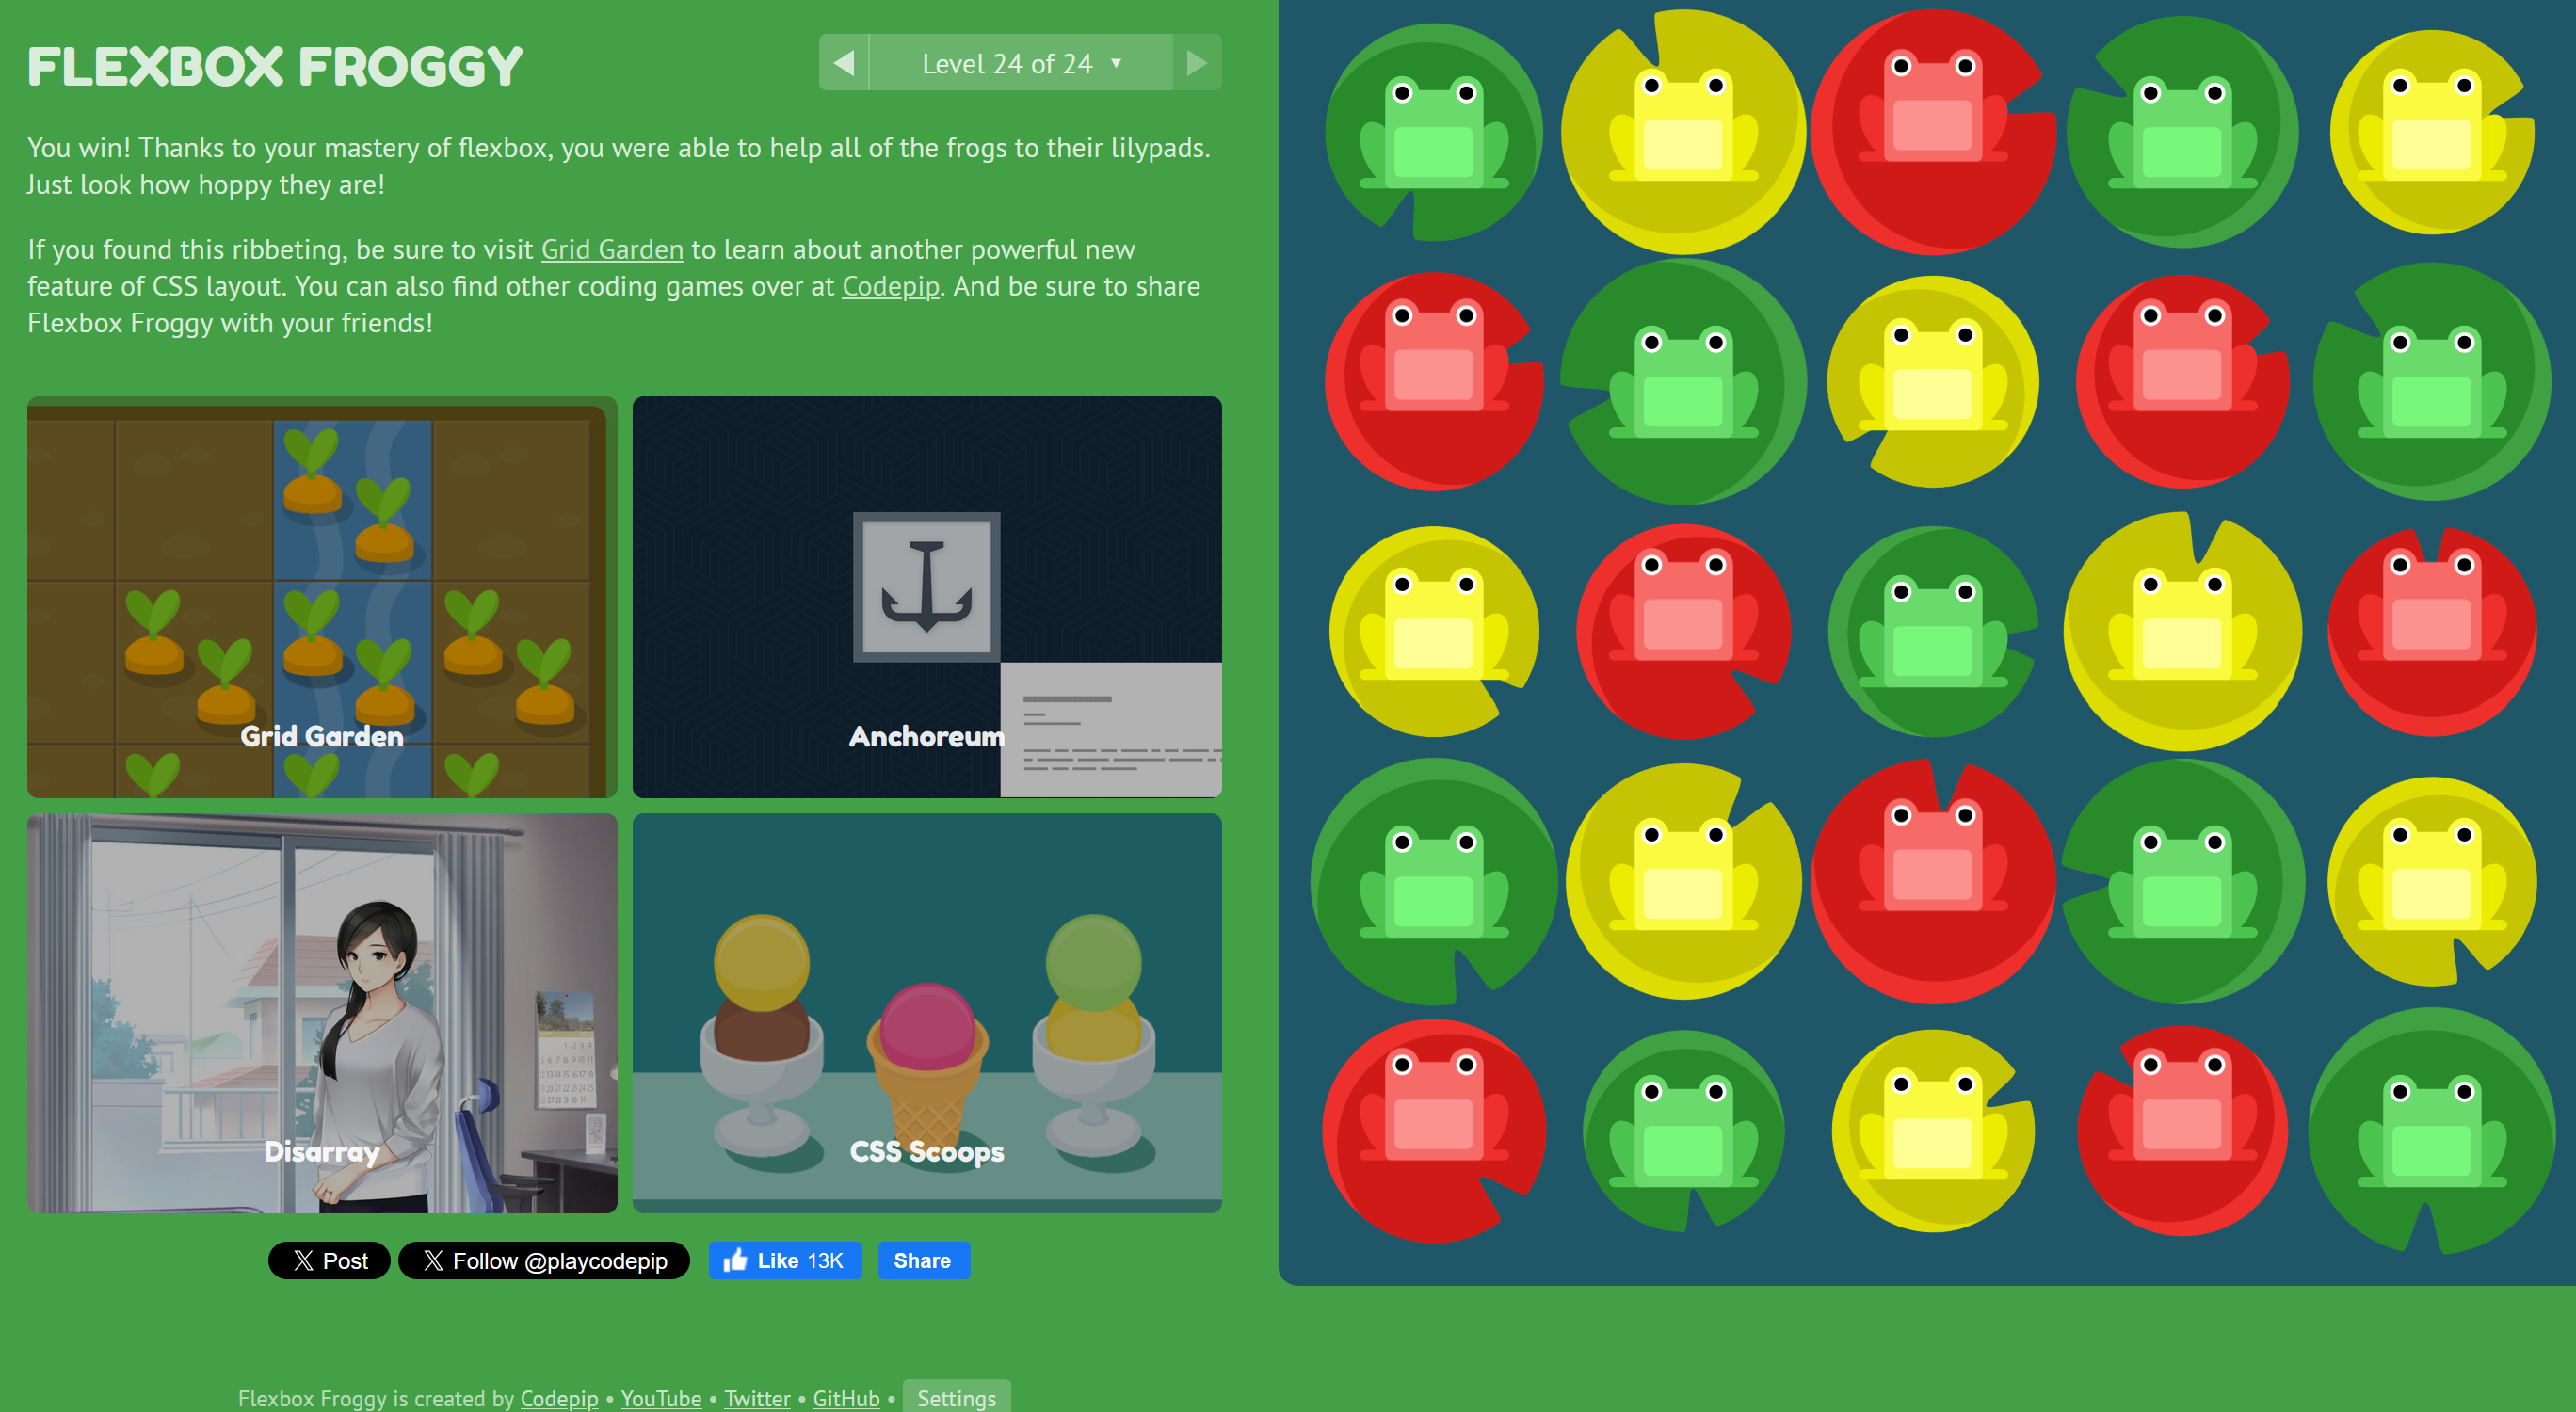 FLEXBOX FROGGY
Level 24 of 24 ▼
You win! Thanks to your mastery of flexbox, you were able to help all of the frogs to their lilypads.
Just look how hoppy they are!
If you found this ribbeting, be sure to visit Grid Garden to learn about another powerful new
feature of CSS layout. You can also find other coding games over at Codepip. And be sure to share
Flexbox Froggy with your friends!
Grid Garden
Anchoreum
Disarray
CSS Scoops
Post
Follow @playcodepip
Like 13K
Share
Flexbox Froggy is created by Codepip • YouTube • Twitter • GitHub • Settings